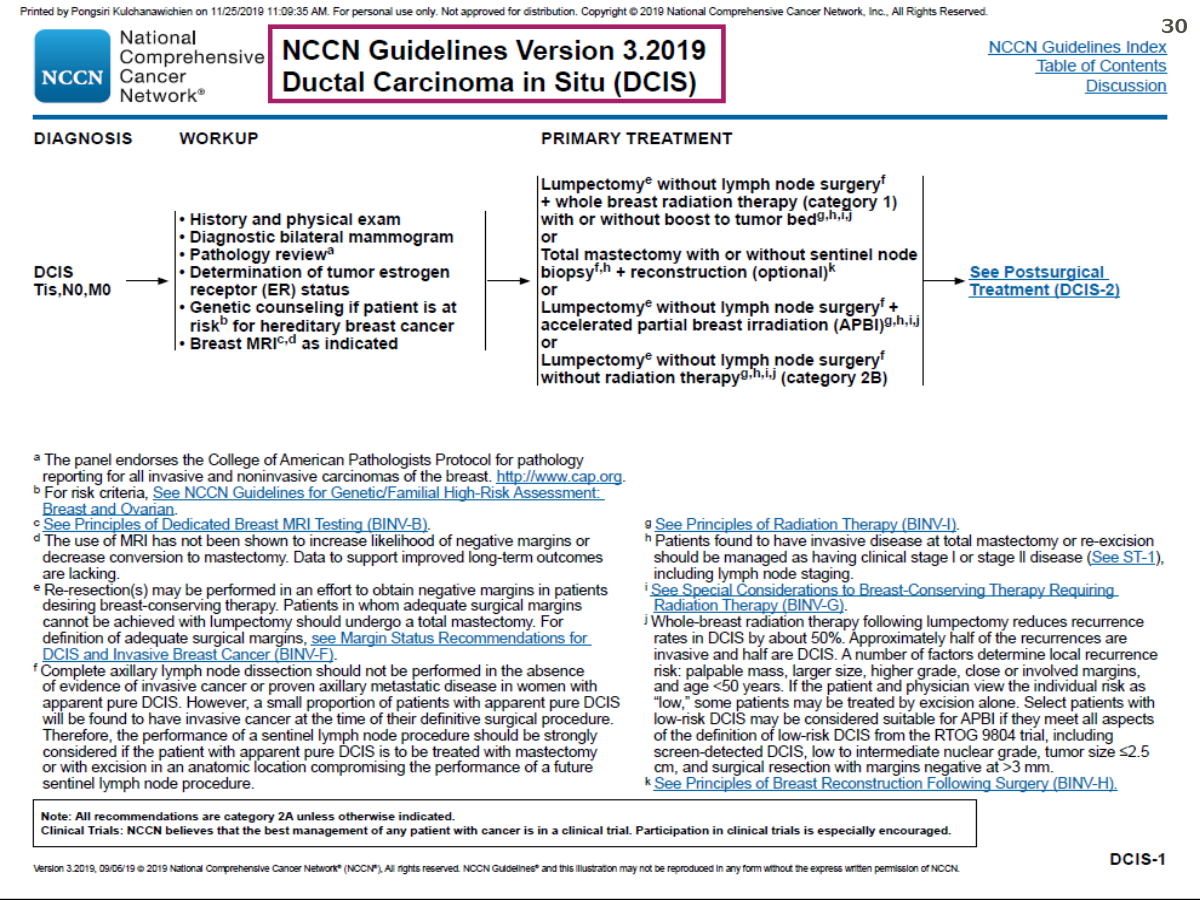 Printed by Pongsiri Kulchanawichien on 11/25/2019 11:09:35 AM. For personal use only. Not approved for distribution. Copyright © 2019 National Comprehensive Cancer Network, Inc., All Rights Reserved.
30
NCCN
National
Comprehensive
Cancer
Network®
NCCN Guidelines Version 3.2019
Ductal Carcinoma in Situ (DCIS)
NCCN Guidelines Index
Table of Contents
Discussion
DIAGNOSIS
WORKUP
PRIMARY TREATMENT
DCIS
Tis,N0,M0
• History and physical exam
• Diagnostic bilateral mammogram
• Pathology reviewᵃ
• Determination of tumor estrogen
receptor (ER) status
• Genetic counseling if patient is at
riskᵇ for hereditary breast cancer
• Breast MRIᶜ,ᵈ as indicated
Lumpectomyᵉ without lymph node surgeryᶠ
+ whole breast radiation therapy (category 1)
with or without boost to tumor bedᵍ,ʰ,ⁱ,ʲ
or
Total mastectomy with or without sentinel node
biopsyᶠ,ʰ + reconstruction (optional)ᵏ
or
Lumpectomyᵉ without lymph node surgeryᶠ +
accelerated partial breast irradiation (APBI)ᵍ,ʰ,ⁱ,ʲ
or
Lumpectomyᵉ without lymph node surgeryᶠ
without radiation therapyᵍ,ʰ,ⁱ,ʲ (category 2B)
See Postsurgical
Treatment (DCIS-2)
ᵃ The panel endorses the College of American Pathologists Protocol for pathology
reporting for all invasive and noninvasive carcinomas of the breast. http://www.cap.org.
ᵇ For risk criteria, See NCCN Guidelines for Genetic/Familial High-Risk Assessment:
Breast and Ovarian.
ᶜ See Principles of Dedicated Breast MRI Testing (BINV-B).
ᵈ The use of MRI has not been shown to increase likelihood of negative margins or
decrease conversion to mastectomy. Data to support improved long-term outcomes
are lacking.
ᵉ Re-resection(s) may be performed in an effort to obtain negative margins in patients
desiring breast-conserving therapy. Patients in whom adequate surgical margins
cannot be achieved with lumpectomy should undergo a total mastectomy. For
definition of adequate surgical margins, see Margin Status Recommendations for
DCIS and Invasive Breast Cancer (BINV-F).
ᶠ Complete axillary lymph node dissection should not be performed in the absence
of evidence of invasive cancer or proven axillary metastatic disease in women with
apparent pure DCIS. However, a small proportion of patients with apparent pure DCIS
will be found to have invasive cancer at the time of their definitive surgical procedure.
Therefore, the performance of a sentinel lymph node procedure should be strongly
considered if the patient with apparent pure DCIS is to be treated with mastectomy
or with excision in an anatomic location compromising the performance of a future
sentinel lymph node procedure.
ᵍ See Principles of Radiation Therapy (BINV-I).
ʰ Patients found to have invasive disease at total mastectomy or re-excision
should be managed as having clinical stage I or stage II disease (See ST-1),
including lymph node staging.
ⁱ See Special Considerations to Breast-Conserving Therapy Requiring
Radiation Therapy (BINV-G).
ʲ Whole-breast radiation therapy following lumpectomy reduces recurrence
rates in DCIS by about 50%. Approximately half of the recurrences are
invasive and half are DCIS. A number of factors determine local recurrence
risk: palpable mass, larger size, higher grade, close or involved margins,
and age <50 years. If the patient and physician view the individual risk as
“low,” some patients may be treated by excision alone. Select patients with
low-risk DCIS may be considered suitable for APBI if they meet all aspects
of the definition of low-risk DCIS from the RTOG 9804 trial, including
screen-detected DCIS, low to intermediate nuclear grade, tumor size ≤2.5
cm, and surgical resection with margins negative at >3 mm.
ᵏ See Principles of Breast Reconstruction Following Surgery (BINV-H).
Note: All recommendations are category 2A unless otherwise indicated.
Clinical Trials: NCCN believes that the best management of any patient with cancer is in a clinical trial. Participation in clinical trials is especially encouraged.
DCIS-1
Version 3.2019, 09/06/19 © 2019 National Comprehensive Cancer Network® (NCCN®), All rights reserved. NCCN Guidelines® and this illustration may not be reproduced in any form without the express written permission of NCCN.